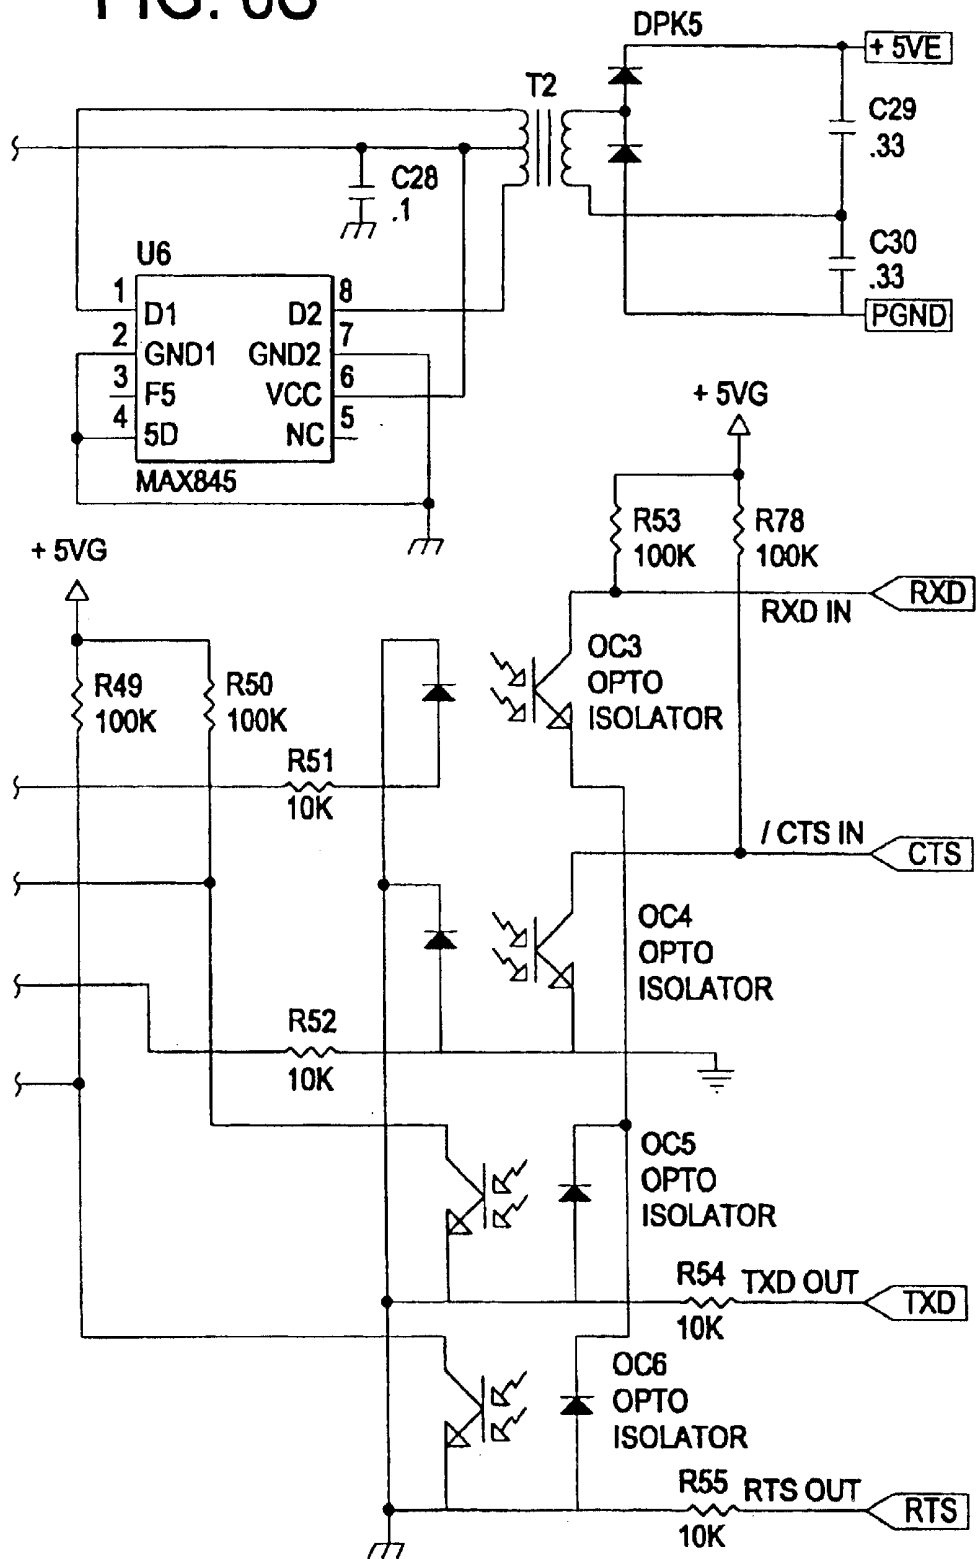 FIG. 6C
DPK5
+ 5VE
T2
C29
.33
C28
.1
C30
.33
PGND
U6
1
8
D1
D2
2
7
GND1
GND2
3
6
F5
VCC
4
5
5D
NC
MAX845
+ 5VG
R53
100K
R78
100K
+ 5VG
RXD
RXD IN
R49
100K
R50
100K
OC3
OPTO
ISOLATOR
R51
10K
/ CTS IN
CTS
OC4
OPTO
ISOLATOR
R52
10K
OC5
OPTO
ISOLATOR
R54
10K
TXD OUT
TXD
OC6
OPTO
ISOLATOR
R55
10K
RTS OUT
RTS